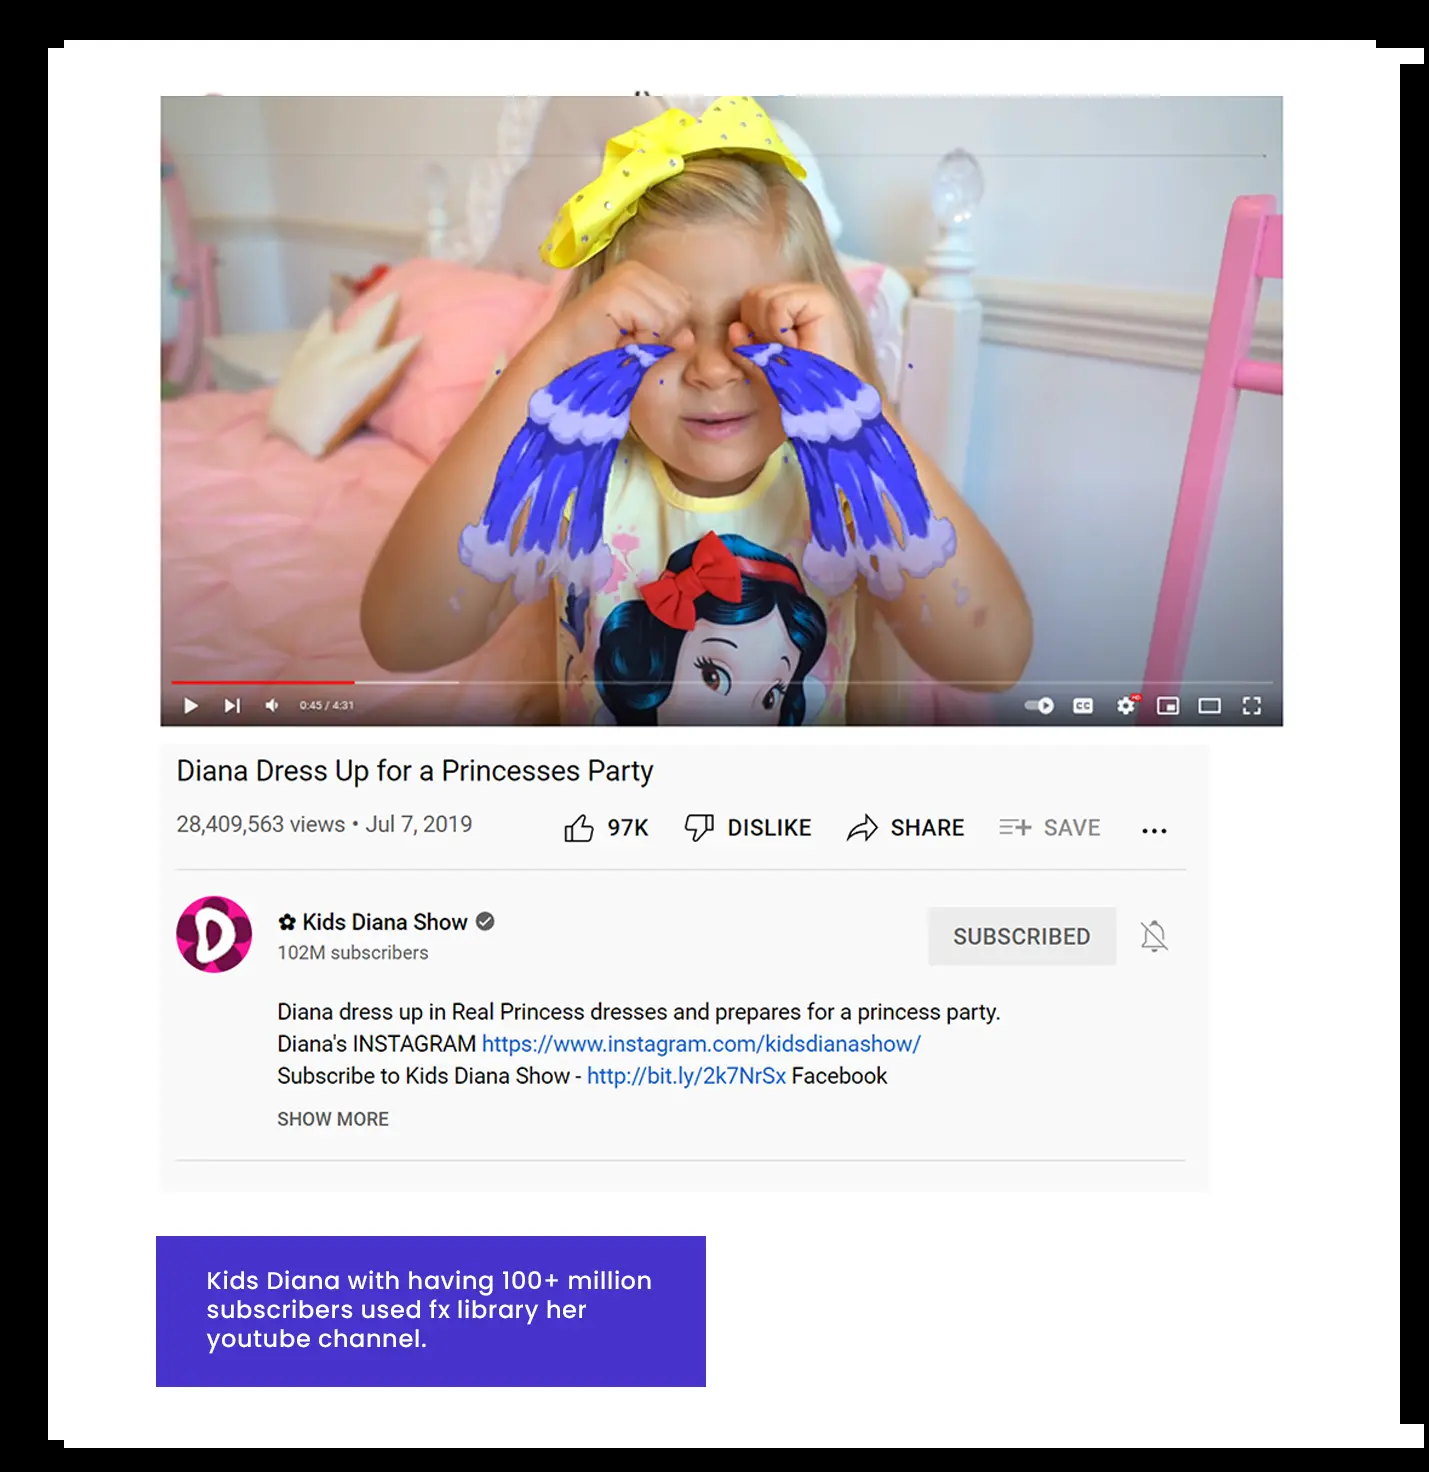 0:45 / 4:31
CC
HD
Diana Dress Up for a Princesses Party
28,409,563 views • Jul 7, 2019
97K DISLIKE SHARE SAVE ...
D
✿ Kids Diana Show
102M subscribers
SUBSCRIBED
Diana dress up in Real Princess dresses and prepares for a princess party.
Diana's INSTAGRAM https://www.instagram.com/kidsdianashow/
Subscribe to Kids Diana Show - http://bit.ly/2k7NrSx Facebook
SHOW MORE
Kids Diana with having 100+ million
subscribers used fx library her
youtube channel.